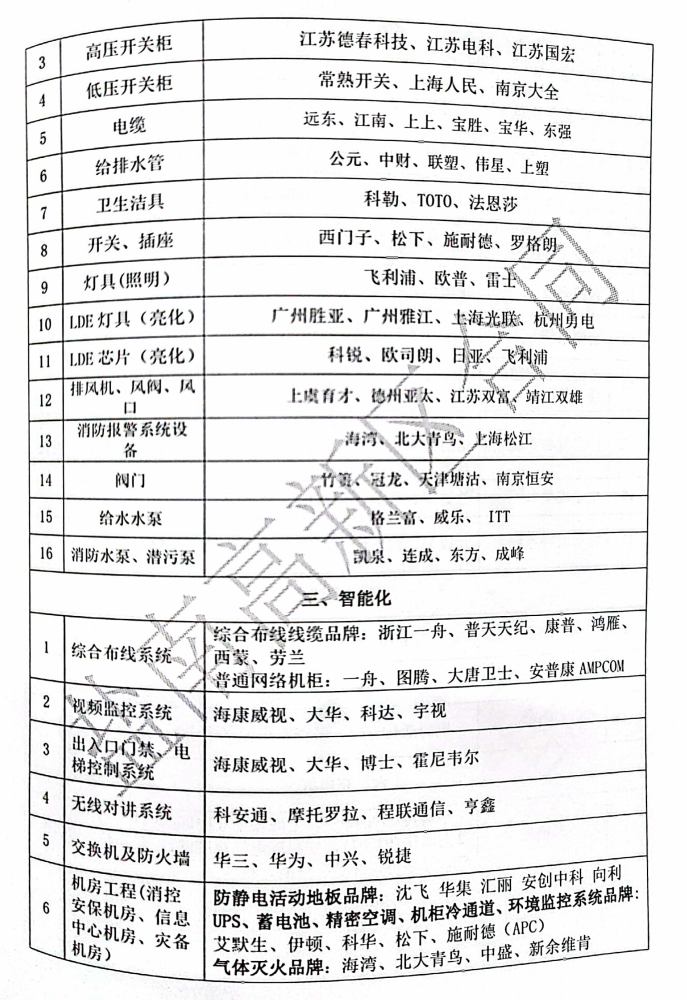 3 高压开关柜 江苏德春科技、江苏电科、江苏国宏
4 低压开关柜 常熟开关、上海人民、南京大全
5 电缆 远东、江南、上上、宝胜、宝华、东强
6 给排水管 公元、中财、联塑、伟星、上塑
7 卫生洁具 科勒、TOTO、法恩莎
8 开关、插座 西门子、松下、施耐德、罗格朗
9 灯具(照明) 飞利浦、欧普、雷士
10 LDE 灯具（亮化） 广州胜亚、广州雅江、上海光联、杭州勇电
11 LDE 芯片（亮化） 科锐、欧司朗、日亚、飞利浦
12 排风机、风阀、风
口 上虞育才、德州亚太、江苏双富、靖江双雄
13 消防报警系统设
备 海湾、北大青鸟、上海松江
14 阀门 竹箦、冠龙、天津塘沽、南京恒安
15 给水水泵 格兰富、威乐、 ITT
16 消防水泵、潜污泵 凯泉、连成、东方、成峰
三、智能化
1 综合布线系统 综合布线线缆品牌：浙江一舟、普天天纪、康普、鸿雁、
西蒙、劳兰
普通网络机柜：一舟、图腾、大唐卫士、安普康 AMPCOM
2 视频监控系统 海康威视、大华、科达、宇视
3 出入口门禁、电
梯控制系统 海康威视、大华、博士、霍尼韦尔
4 无线对讲系统 科安通、摩托罗拉、程联通信、亨鑫
5 交换机及防火墙 华三、华为、中兴、锐捷
6 机房工程(消控
安保机房、信息
中心机房、灾备
机房） 防静电活动地板品牌：沈飞 华集 汇丽 安创中科 向利
UPS、蓄电池、精密空调、机柜冷通道、环境监控系统品牌:
艾默生、伊顿、科华、松下、施耐德（APC）
气体灭火品牌：海湾、北大青鸟、中盛、新余维肯
盐南高新区合同